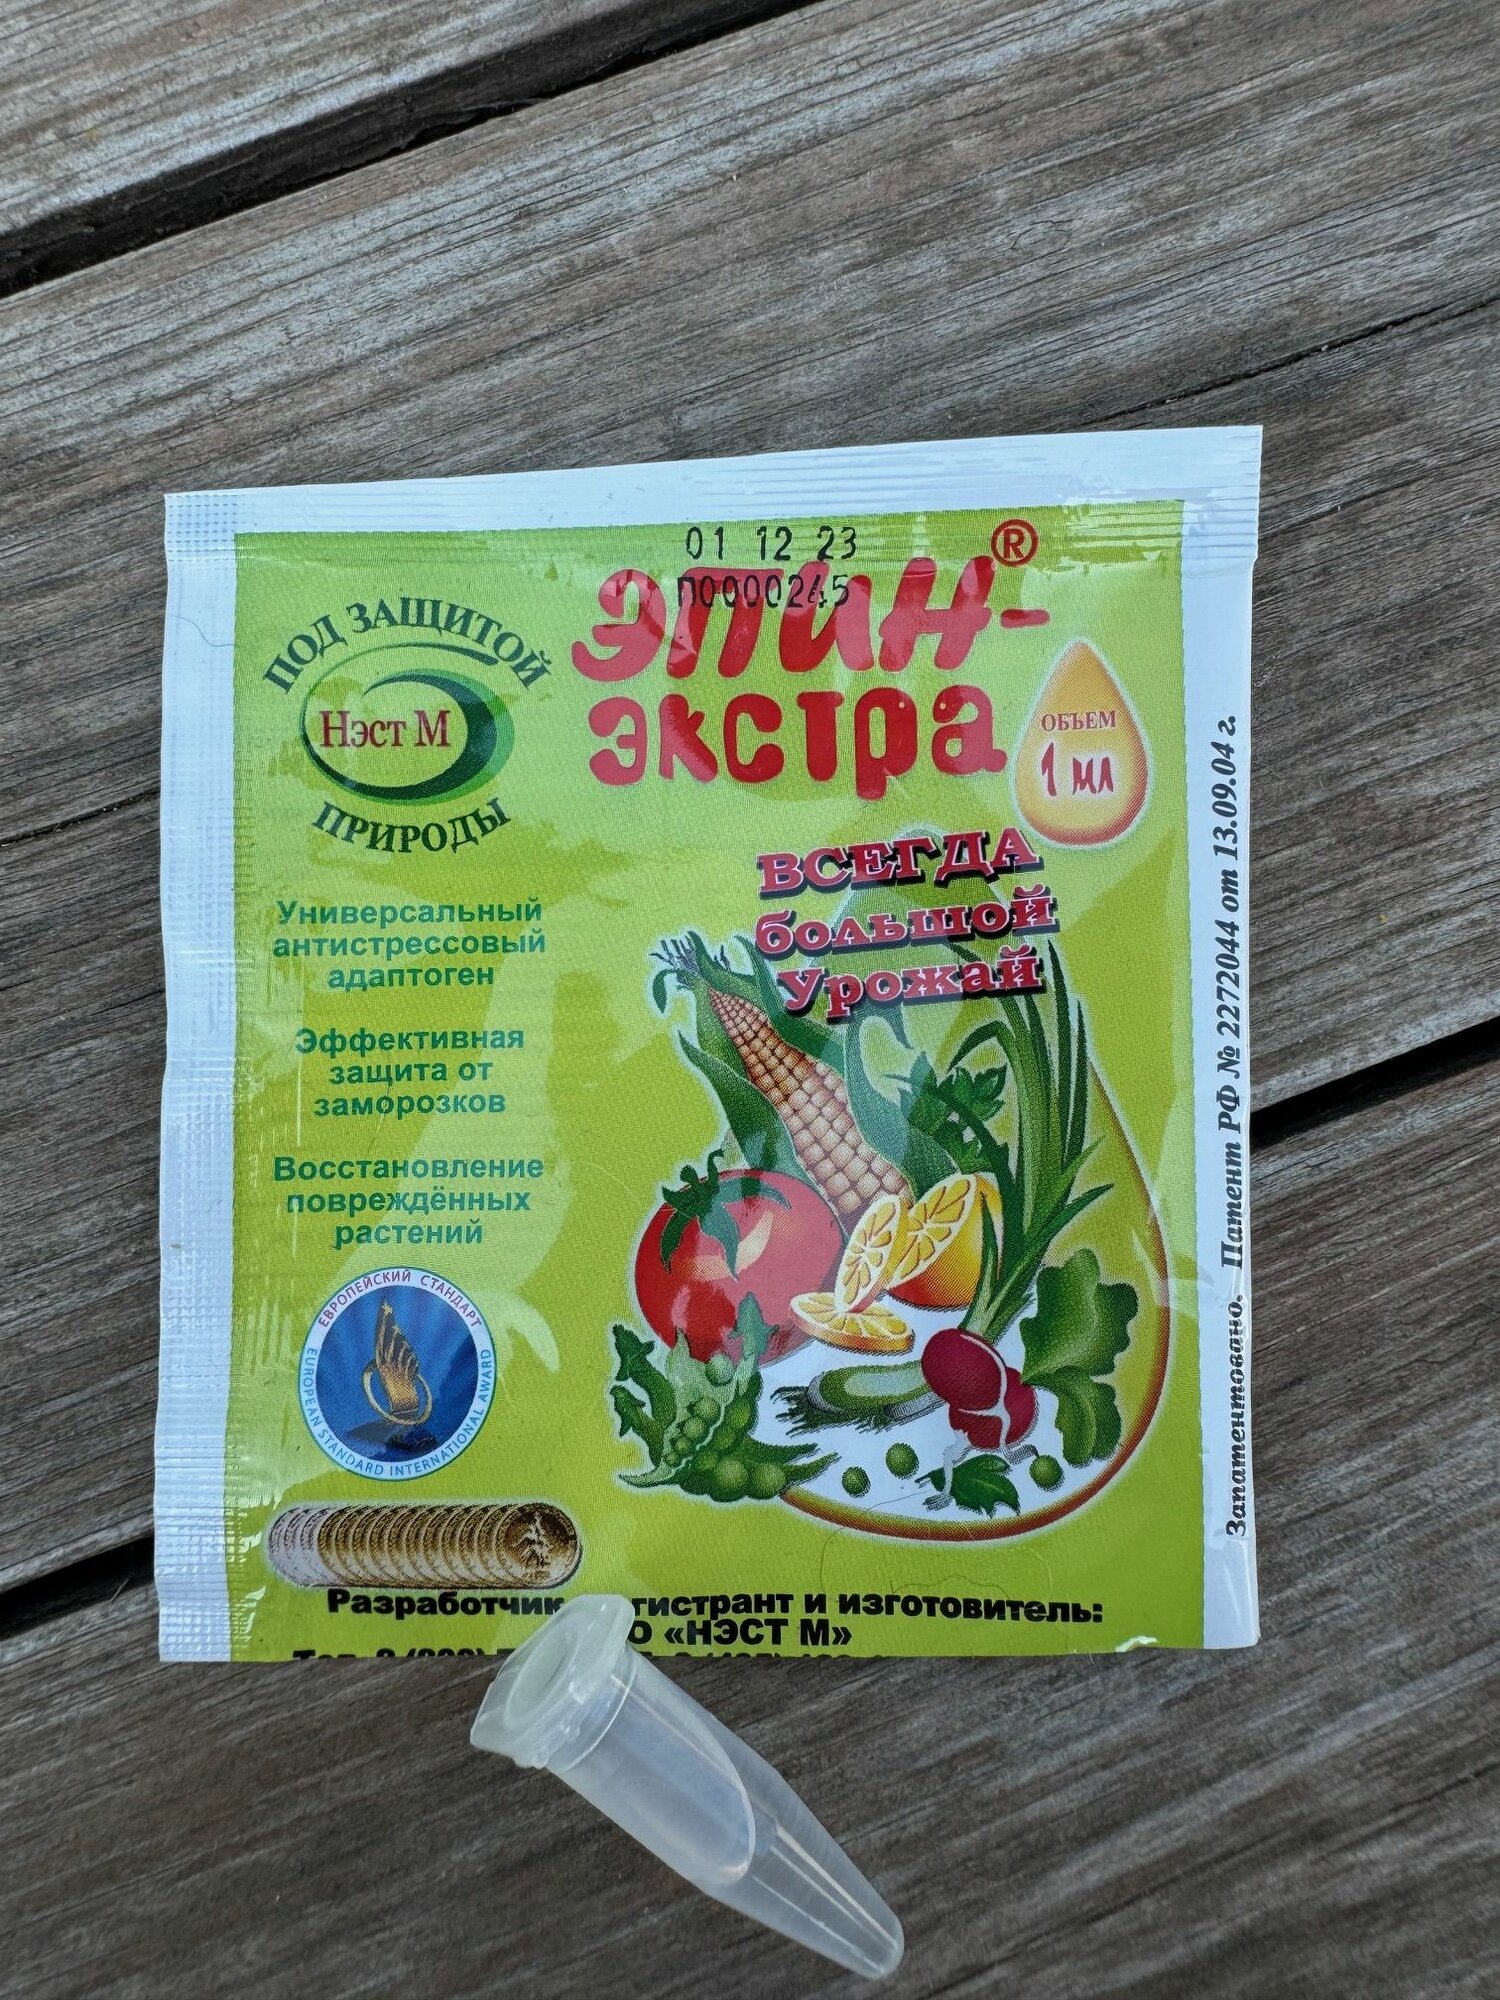 01 12 23
П0000245
ЭПИН-®
экстра
ПОД ЗАЩИТОЙ
Нэст М
ПРИРОДЫ
ОБЪЕМ
1 мл
ВСЕГДА
большой
Урожай
Универсальный
антистрессовый
адаптоген
Эффективная
защита от
заморозков
Восстановление
повреждённых
растений
ЕВРОПЕЙСКИЙ СТАНДАРТ
EUROPEAN STANDARD INTERNATIONAL AWARD
и изготовитель:
«НЭСТ М»
Запатентовано. Патент РФ № 2272044 от 13.09.04 г.